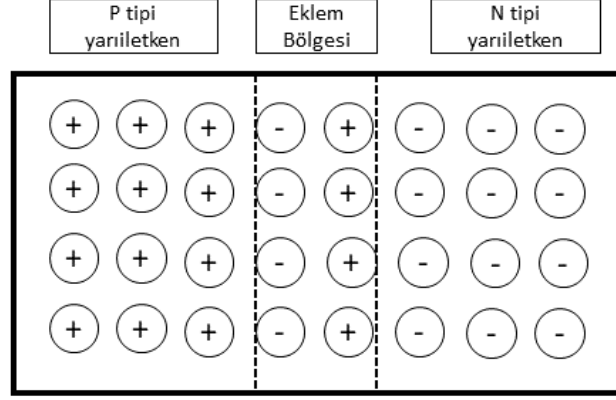 P tipi
yarıiletken
Eklem
Bölgesi
N tipi
yarıiletken
+ + + - + - - -
+ + + - + - - -
+ + + - + - - -
+ + + - + - - -